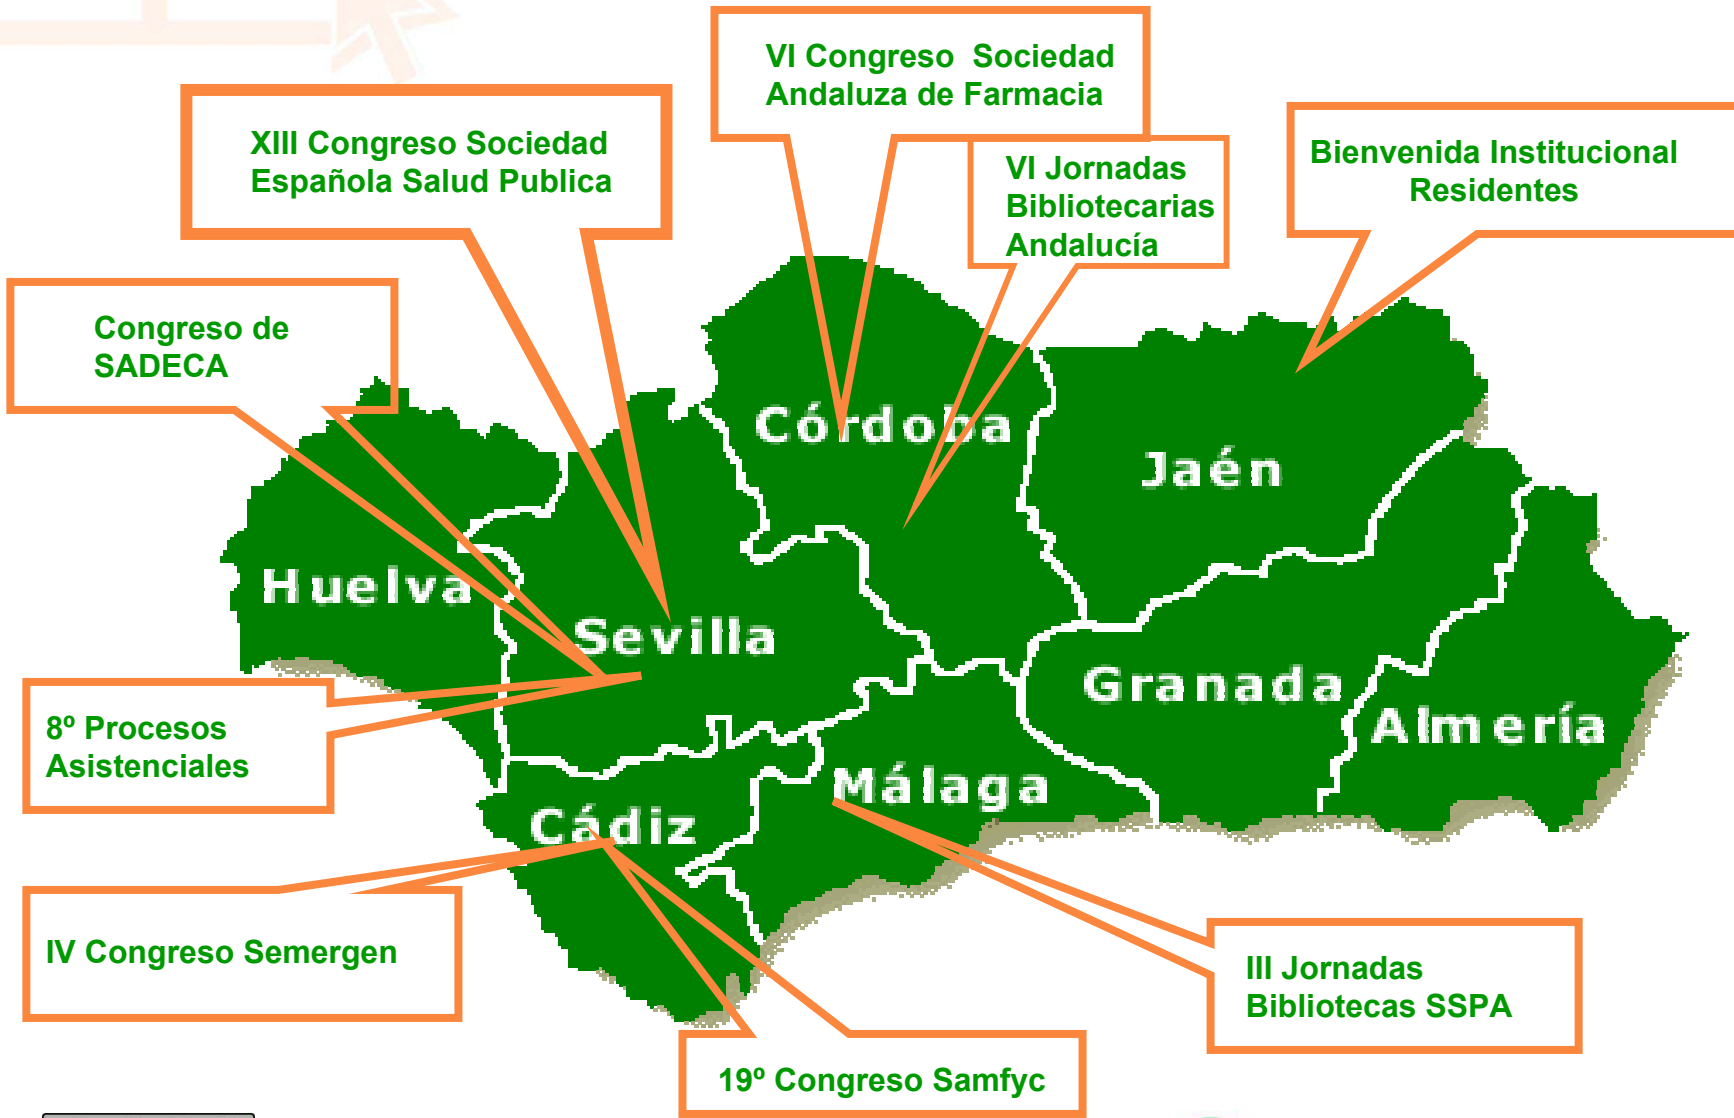 VI Congreso Sociedad
Andaluza de Farmacia
XIII Congreso Sociedad
Española Salud Publica
VI Jornadas
Bibliotecarias
Andalucía
Bienvenida Institucional
Residentes
Congreso de
SADECA
Córdoba
Jaén
Huelva
Sevilla
Granada
Almería
8º Procesos
Asistenciales
Málaga
Cádiz
IV Congreso Semergen
III Jornadas
Bibliotecas SSPA
19º Congreso Samfyc